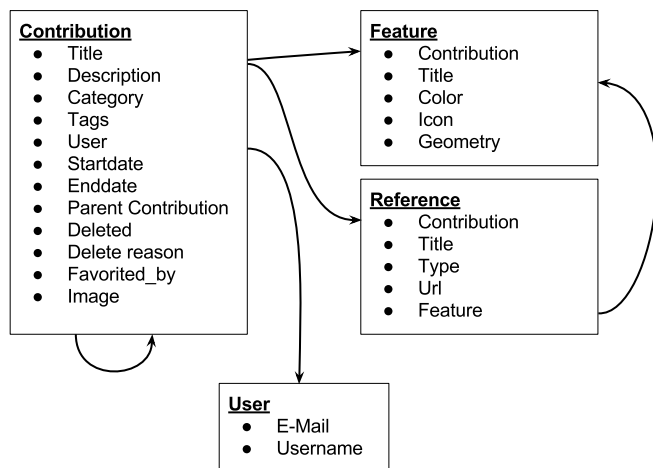 Contribution
● Title
● Description
● Category
● Tags
● User
● Startdate
● Enddate
● Parent Contribution
● Deleted
● Delete reason
● Favorited_by
● Image
Feature
● Contribution
● Title
● Color
● Icon
● Geometry
Reference
● Contribution
● Title
● Type
● Url
● Feature
User
● E-Mail
● Username